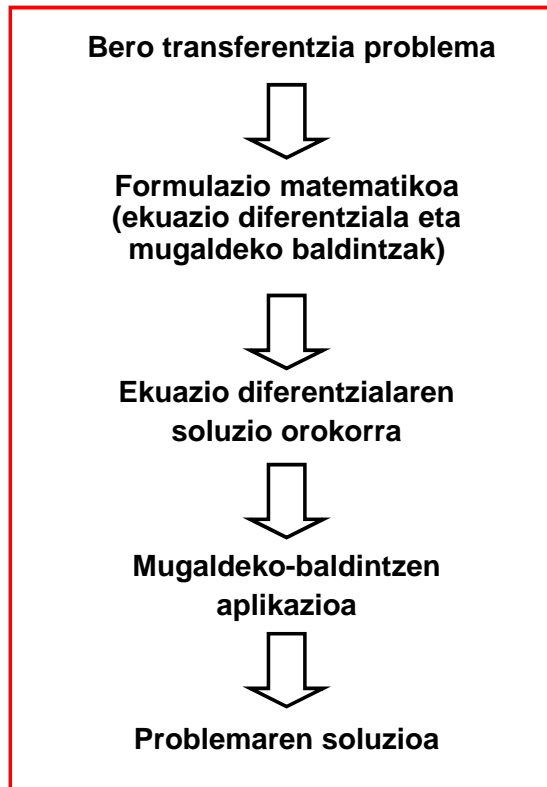 Bero transferentzia problema
Formulazio matematikoa
(ekuazio diferentziala eta
mugaldeko baldintzak)
Ekuazio diferentzialaren
soluzio orokorra
Mugaldeko-baldintzen
aplikazioa
Problemaren soluzioa